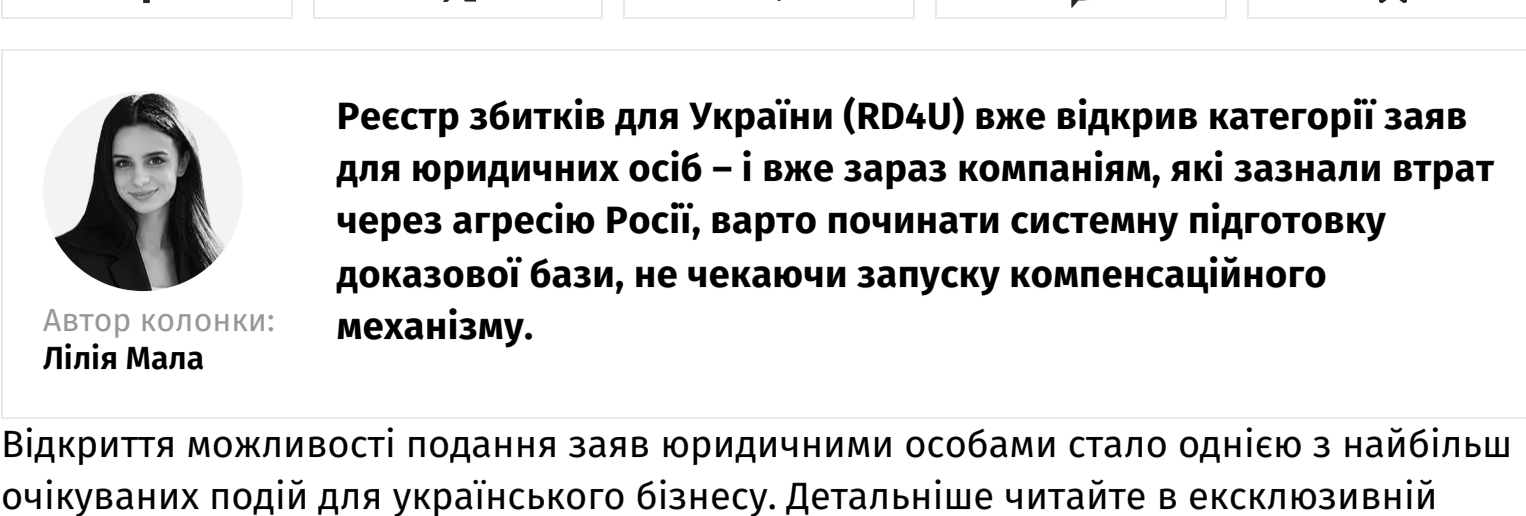 Реєстр збитків для України (RD4U) вже відкрив категорії заяв
для юридичних осіб – і вже зараз компаніям, які зазнали втрат
через агресію Росії, варто починати системну підготовку
доказової бази, не чекаючи запуску компенсаційного
механізму.
Автор колонки:
Лілія Мала
Відкриття можливості подання заяв юридичними особами стало однією з найбільш
очікуваних подій для українського бізнесу. Детальніше читайте в ексклюзивній